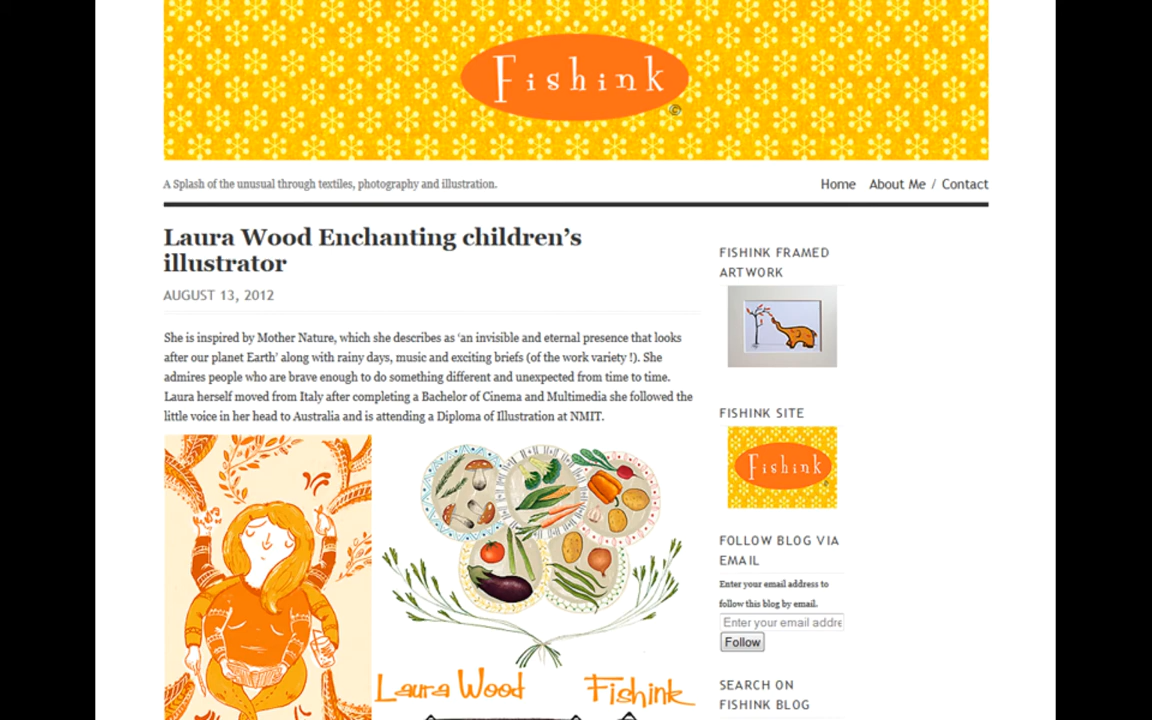 Fishink
©
A Splash of the unusual through textiles, photography and illustration.
Home About Me / Contact
Laura Wood Enchanting children's
illustrator
AUGUST 13, 2012
She is inspired by Mother Nature, which she describes as 'an invisible and eternal presence that looks
after our planet Earth' along with rainy days, music and exciting briefs (of the work variety !). She
admires people who are brave enough to do something different and unexpected from time to time.
Laura herself moved from Italy after completing a Bachelor of Cinema and Multimedia she followed the
little voice in her head to Australia and is attending a Diploma of Illustration at NMIT.
Laura Wood Fishink
FISHINK FRAMED
ARTWORK
FISHINK SITE
Fishink
FOLLOW BLOG VIA
EMAIL
Enter your email address to
follow this blog by email.
Enter your email addre
Follow
SEARCH ON
FISHINK BLOG